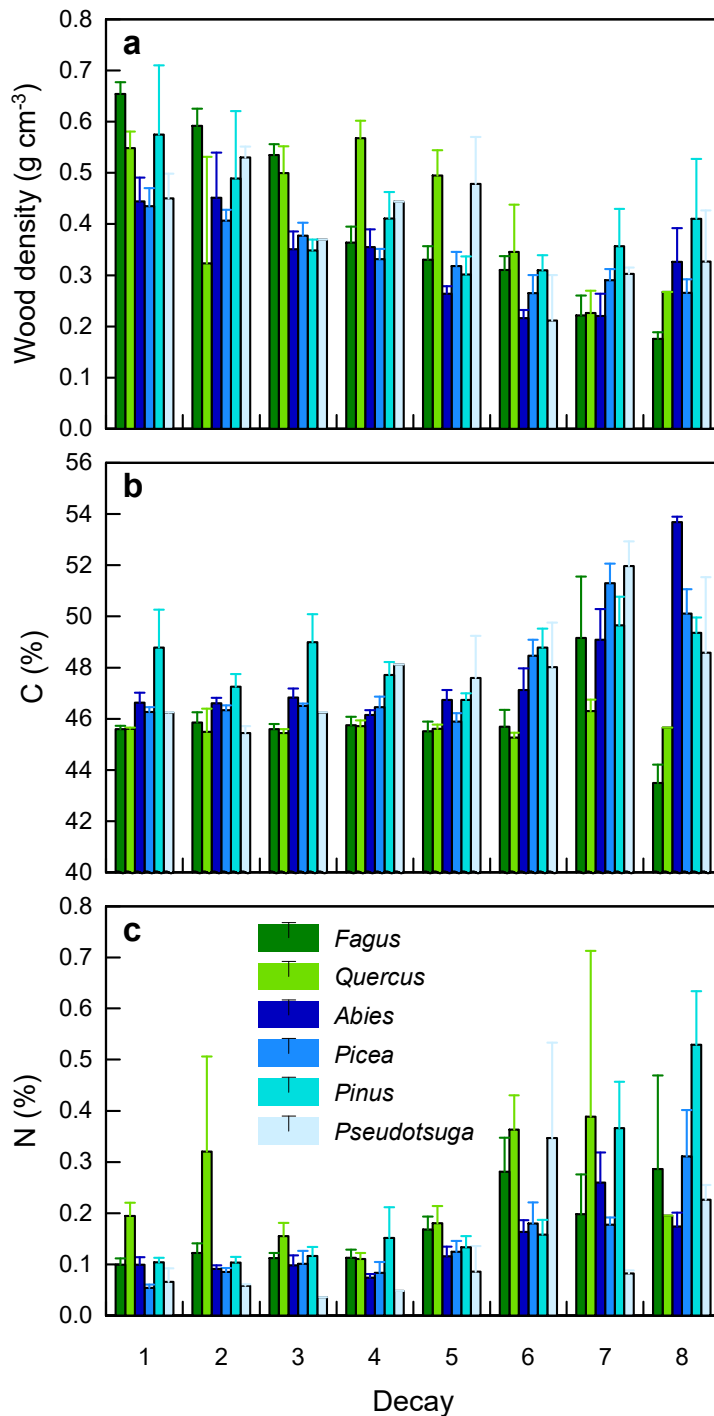 a
Wood density (g cm⁻³)
0.8
0.7
0.6
0.5
0.4
0.3
0.2
0.1
0.0
b
C (%)
56
54
52
50
48
46
44
42
40
c
N (%)
0.8
0.7
0.6
0.5
0.4
0.3
0.2
0.1
0.0
Fagus
Quercus
Abies
Picea
Pinus
Pseudotsuga
1 2 3 4 5 6 7 8
Decay